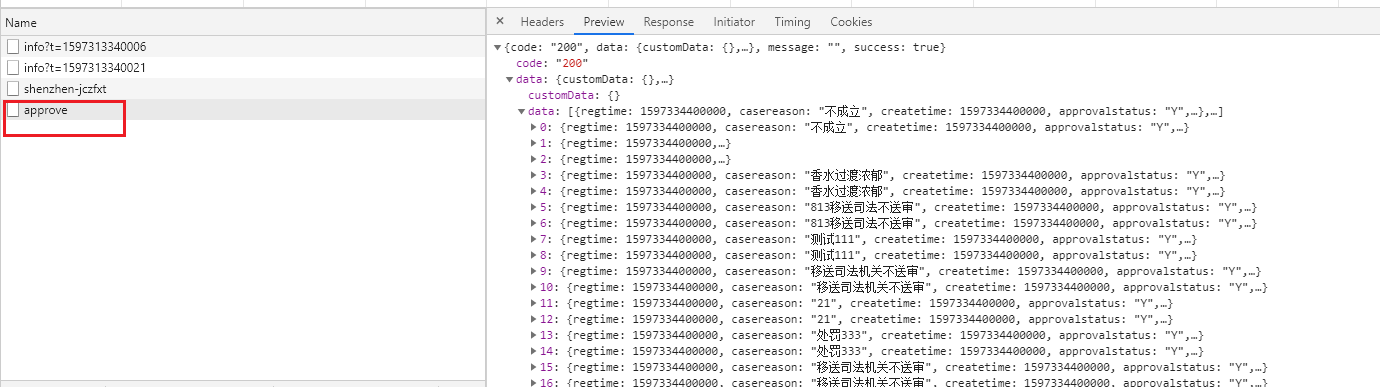 Name
info?t=1597313340006
info?t=1597313340021
shenzhen-jczfxt
approve
× Headers Preview Response Initiator Timing Cookies
▼{code: "200", data: {customData: {},…}, message: "", success: true}
code: "200"
▼data: {customData: {},…}
customData: {}
▼data: [{regtime: 1597334400000, casereason: "不成立", createtime: 1597334400000, approvalstatus: "Y",…},…]
▶0: {regtime: 1597334400000, casereason: "不成立", createtime: 1597334400000, approvalstatus: "Y",…}
▶1: {regtime: 1597334400000,…}
▶2: {regtime: 1597334400000,…}
▶3: {regtime: 1597334400000, casereason: "香水过渡浓郁", createtime: 1597334400000, approvalstatus: "Y",…}
▶4: {regtime: 1597334400000, casereason: "香水过渡浓郁", createtime: 1597334400000, approvalstatus: "Y",…}
▶5: {regtime: 1597334400000, casereason: "813移送司法不送审", createtime: 1597334400000, approvalstatus: "Y",…}
▶6: {regtime: 1597334400000, casereason: "813移送司法不送审", createtime: 1597334400000, approvalstatus: "Y",…}
▶7: {regtime: 1597334400000, casereason: "测试111", createtime: 1597334400000, approvalstatus: "Y",…}
▶8: {regtime: 1597334400000, casereason: "测试111", createtime: 1597334400000, approvalstatus: "Y",…}
▶9: {regtime: 1597334400000, casereason: "移送司法机关不送审", createtime: 1597334400000, approvalstatus: "Y",…}
▶10: {regtime: 1597334400000, casereason: "移送司法机关不送审", createtime: 1597334400000, approvalstatus: "Y",…}
▶11: {regtime: 1597334400000, casereason: "21", createtime: 1597334400000, approvalstatus: "Y",…}
▶12: {regtime: 1597334400000, casereason: "21", createtime: 1597334400000, approvalstatus: "Y",…}
▶13: {regtime: 1597334400000, casereason: "处罚333", createtime: 1597334400000, approvalstatus: "Y",…}
▶14: {regtime: 1597334400000, casereason: "处罚333", createtime: 1597334400000, approvalstatus: "Y",…}
▶15: {regtime: 1597334400000, casereason: "移送司法机关不送审", createtime: 1597334400000, approvalstatus: "Y",…}
▶16: {regtime: 1597334400000, casereason: "移送司法机关不送审", createtime: 1597334400000, approvalstatus: "Y",…}